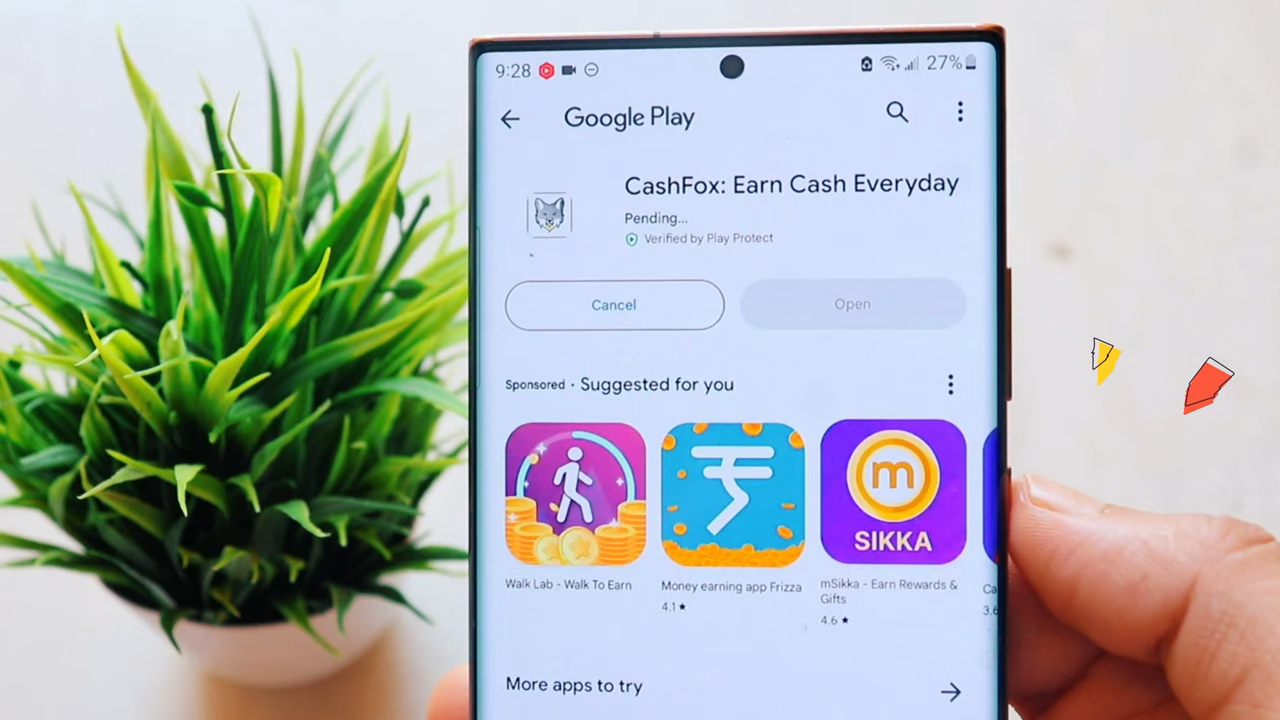 9:28
27%
Google Play
CashFox: Earn Cash Everyday
Pending...
Verified by Play Protect
Cancel
Open
Sponsored · Suggested for you
m
SIKKA
Walk Lab - Walk To Earn
Money earning app Frizza
mSikka - Earn Rewards &
Gifts
Ca
4.1★
4.6 ★
3.6
More apps to try